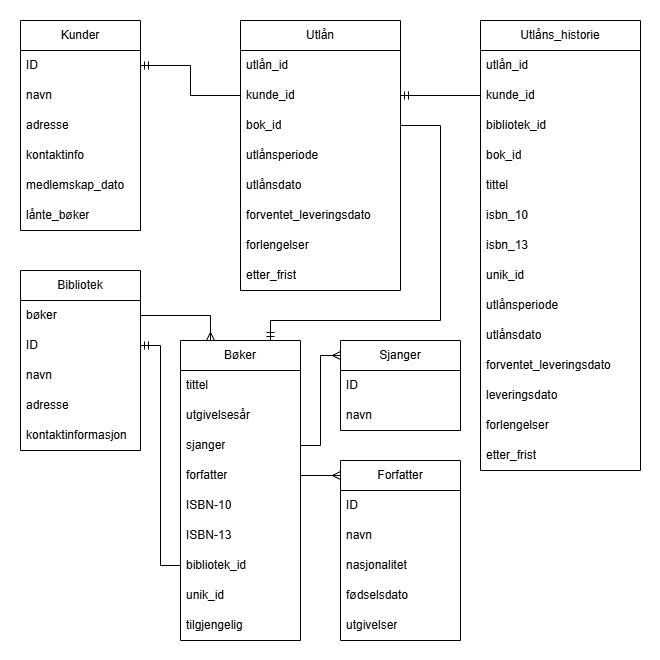 Kunder
ID
navn
adresse
kontaktinfo
medlemskap_dato
lånte_bøker
Utlån
utlån_id
kunde_id
bok_id
utlånsperiode
utlånsdato
forventet_leveringsdato
forlengelser
etter_frist
Utlåns_historie
utlån_id
kunde_id
bibliotek_id
bok_id
tittel
isbn_10
isbn_13
unik_id
utlånsperiode
utlånsdato
forventet_leveringsdato
leveringsdato
forlengelser
etter_frist
Bibliotek
bøker
ID
navn
adresse
kontaktinformasjon
Bøker
tittel
utgivelsesår
sjanger
forfatter
ISBN-10
ISBN-13
bibliotek_id
unik_id
tilgjengelig
Sjanger
ID
navn
Forfatter
ID
navn
nasjonalitet
fødselsdato
utgivelser